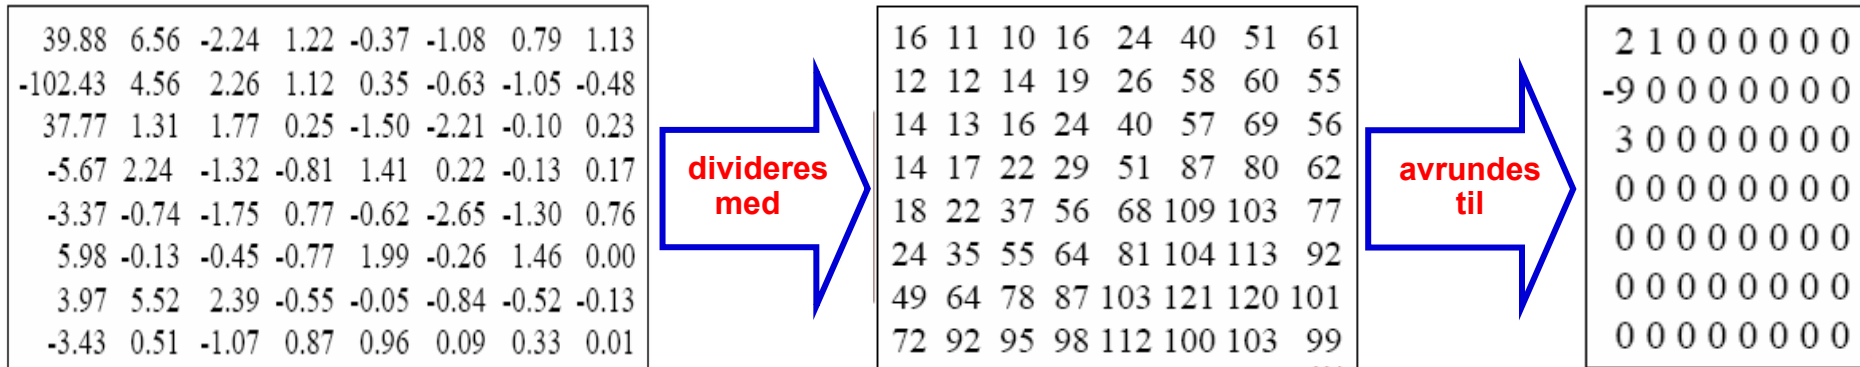 39.88 6.56 -2.24 1.22 -0.37 -1.08 0.79 1.13
-102.43 4.56 2.26 1.12 0.35 -0.63 -1.05 -0.48
37.77 1.31 1.77 0.25 -1.50 -2.21 -0.10 0.23
-5.67 2.24 -1.32 -0.81 1.41 0.22 -0.13 0.17
-3.37 -0.74 -1.75 0.77 -0.62 -2.65 -1.30 0.76
5.98 -0.13 -0.45 -0.77 1.99 -0.26 1.46 0.00
3.97 5.52 2.39 -0.55 -0.05 -0.84 -0.52 -0.13
-3.43 0.51 -1.07 0.87 0.96 0.09 0.33 0.01
divideres
med
16 11 10 16 24 40 51 61
12 12 14 19 26 58 60 55
14 13 16 24 40 57 69 56
14 17 22 29 51 87 80 62
18 22 37 56 68 109 103 77
24 35 55 64 81 104 113 92
49 64 78 87 103 121 120 101
72 92 95 98 112 100 103 99
avrundes
til
2 1 0 0 0 0 0 0
-9 0 0 0 0 0 0 0
3 0 0 0 0 0 0 0
0 0 0 0 0 0 0 0
0 0 0 0 0 0 0 0
0 0 0 0 0 0 0 0
0 0 0 0 0 0 0 0